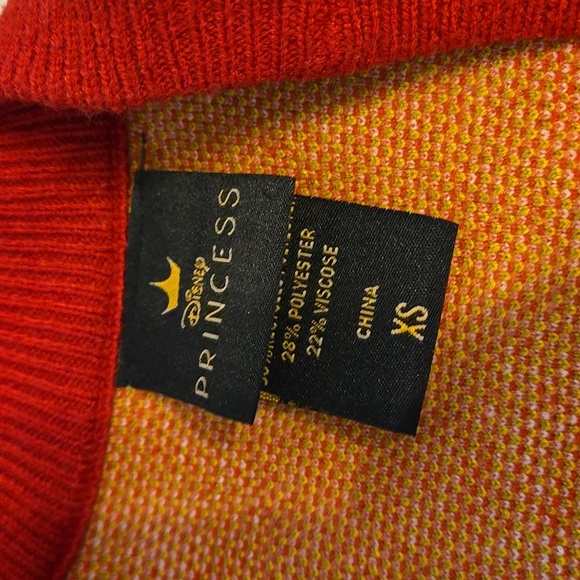 Disney
PRINCESS
28% POLYESTER
22% VISCOSE
CHINA
XS